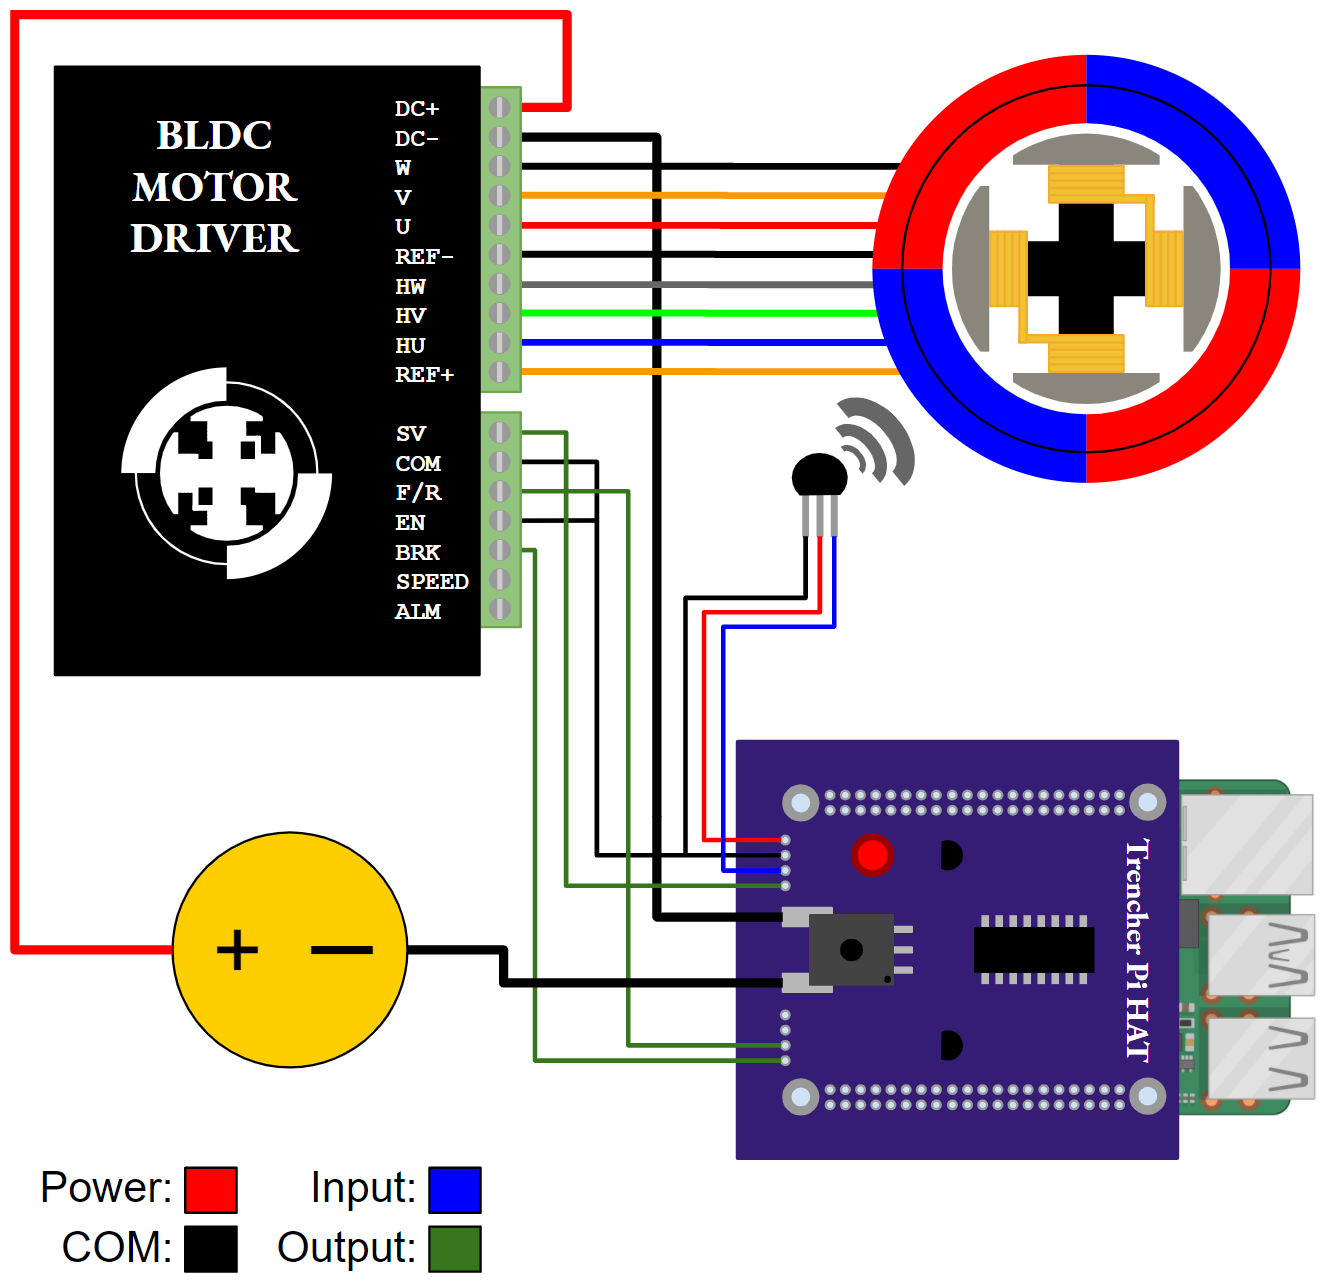 BLDC
MOTOR
DRIVER
DC+
DC-
W
V
U
REF-
HW
HV
HU
REF+
SV
COM
F/R
EN
BRK
SPEED
ALM
+ −
Trencher Pi HAT
Power: Input:
COM: Output: